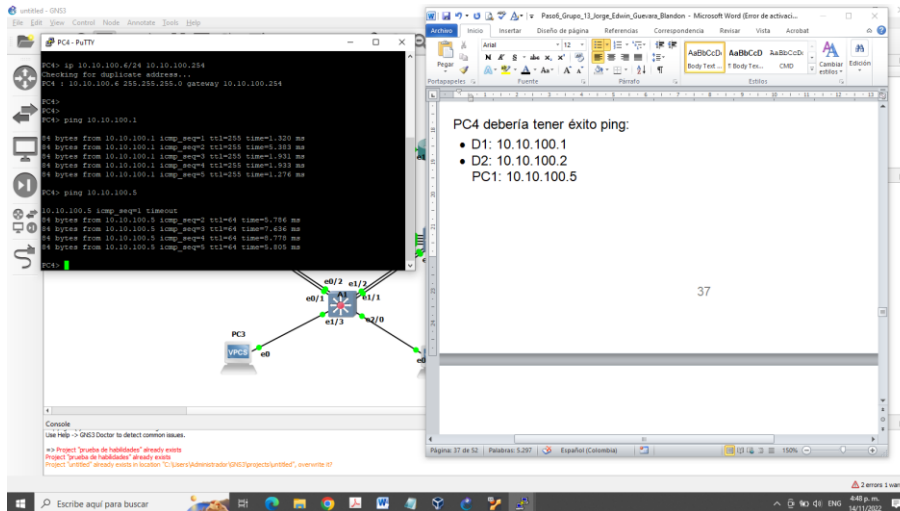 untitled - GNS3
File Edit View Control Node Annotate Tools Help
PC4 - PuTTY
PC4> ip 10.10.100.6/24 10.10.100.254
Checking for duplicate address...
PC4 : 10.10.100.6 255.255.255.0 gateway 10.10.100.254
PC4>
PC4>
PC4> ping 10.10.100.1
84 bytes from 10.10.100.1 icmp_seq=1 ttl=255 time=1.320 ms
84 bytes from 10.10.100.1 icmp_seq=2 ttl=255 time=5.383 ms
84 bytes from 10.10.100.1 icmp_seq=3 ttl=255 time=1.931 ms
84 bytes from 10.10.100.1 icmp_seq=4 ttl=255 time=1.933 ms
84 bytes from 10.10.100.1 icmp_seq=5 ttl=255 time=1.276 ms
PC4> ping 10.10.100.5
10.10.100.5 icmp_seq=1 timeout
84 bytes from 10.10.100.5 icmp_seq=2 ttl=64 time=5.786 ms
84 bytes from 10.10.100.5 icmp_seq=3 ttl=64 time=7.636 ms
84 bytes from 10.10.100.5 icmp_seq=4 ttl=64 time=8.778 ms
84 bytes from 10.10.100.5 icmp_seq=5 ttl=64 time=5.805 ms
PC4>
e0/2 e1/2
e0/1 A1 e1/1
e1/3 e2/0
PC3
VPCS e0
Console
Use Help -> GNS3 Doctor to detect common issues.
=> Project "prueba de habilidades" already exists
Project "prueba de habilidades" already exists
Project "untitled" already exists in location "C:\Users\Administrador\GNS3\projects\untitled", overwrite it?
Paso6_Grupo_13_Jorge_Edwin_Guevara_Blandon - Microsoft Word (Error de activaci...
Archivo Inicio Insertar Diseño de página Referencias Correspondencia Revisar Vista Acrobat
Pegar
Arial 12
AaBbCcD AaBbCcD AaBbCcDc
Body Text ... ¶ Body Tex... CMD
Cambiar estilos Edición
Portapapeles Fuente Párrafo Estilos
PC4 debería tener éxito ping:
• D1: 10.10.100.1
• D2: 10.10.100.2
PC1: 10.10.100.5
37
Página: 37 de 52 Palabras: 5.297 Español (Colombia) 150%
2 errors 1 war
Escribe aquí para buscar
ENG
4:48 p. m.
14/11/2022